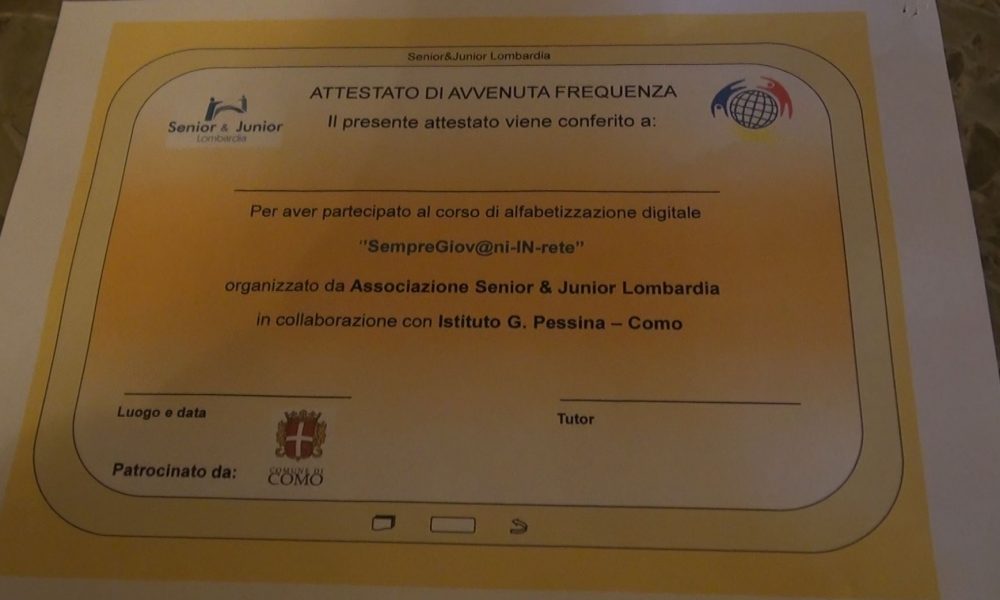 Senior&Junior Lombardia
ATTESTATO DI AVVENUTA FREQUENZA
Senior & Junior
Lombardia
Il presente attestato viene conferito a:
Per aver partecipato al corso di alfabetizzazione digitale
"SempreGiov@ni-IN-rete"
organizzato da Associazione Senior & Junior Lombardia
in collaborazione con Istituto G. Pessina – Como
Luogo e data
Tutor
Patrocinato da:
COMUNE DI
COMO